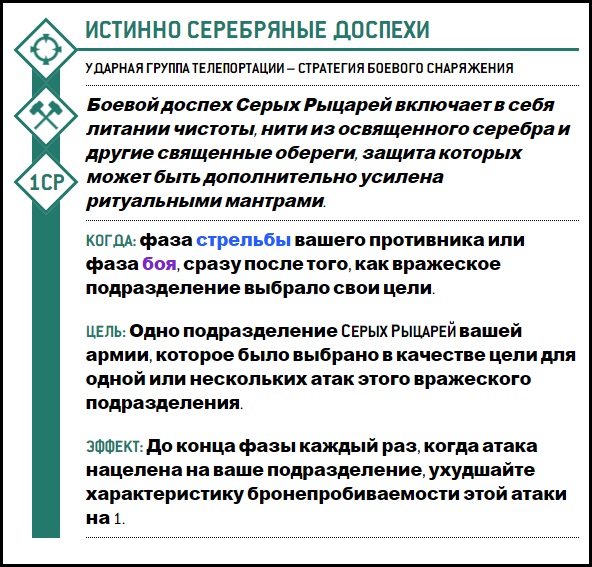 ИСТИННО СЕРЕБРЯНЫЕ ДОСПЕХИ
УДАРНАЯ ГРУППА ТЕЛЕПОРТАЦИИ – СТРАТЕГИЯ БОЕВОГО СНАРЯЖЕНИЯ
Боевой доспех Серых Рыцарей включает в себя
литании чистоты, нити из освященного серебра и
другие священные обереги, защита которых
может быть дополнительно усилена
ритуальными мантрами.
1CP
КОГДА: фаза стрельбы вашего противника или
фаза боя, сразу после того, как вражеское
подразделение выбрало свои цели.
ЦЕЛЬ: Одно подразделение СЕРЫХ РЫЦАРЕЙ вашей
армии, которое было выбрано в качестве цели для
одной или нескольких атак этого вражеского
подразделения.
ЭФФЕКТ: До конца фазы каждый раз, когда атака
нацелена на ваше подразделение, ухудшайте
характеристику бронепробиваемости этой атаки
на 1.